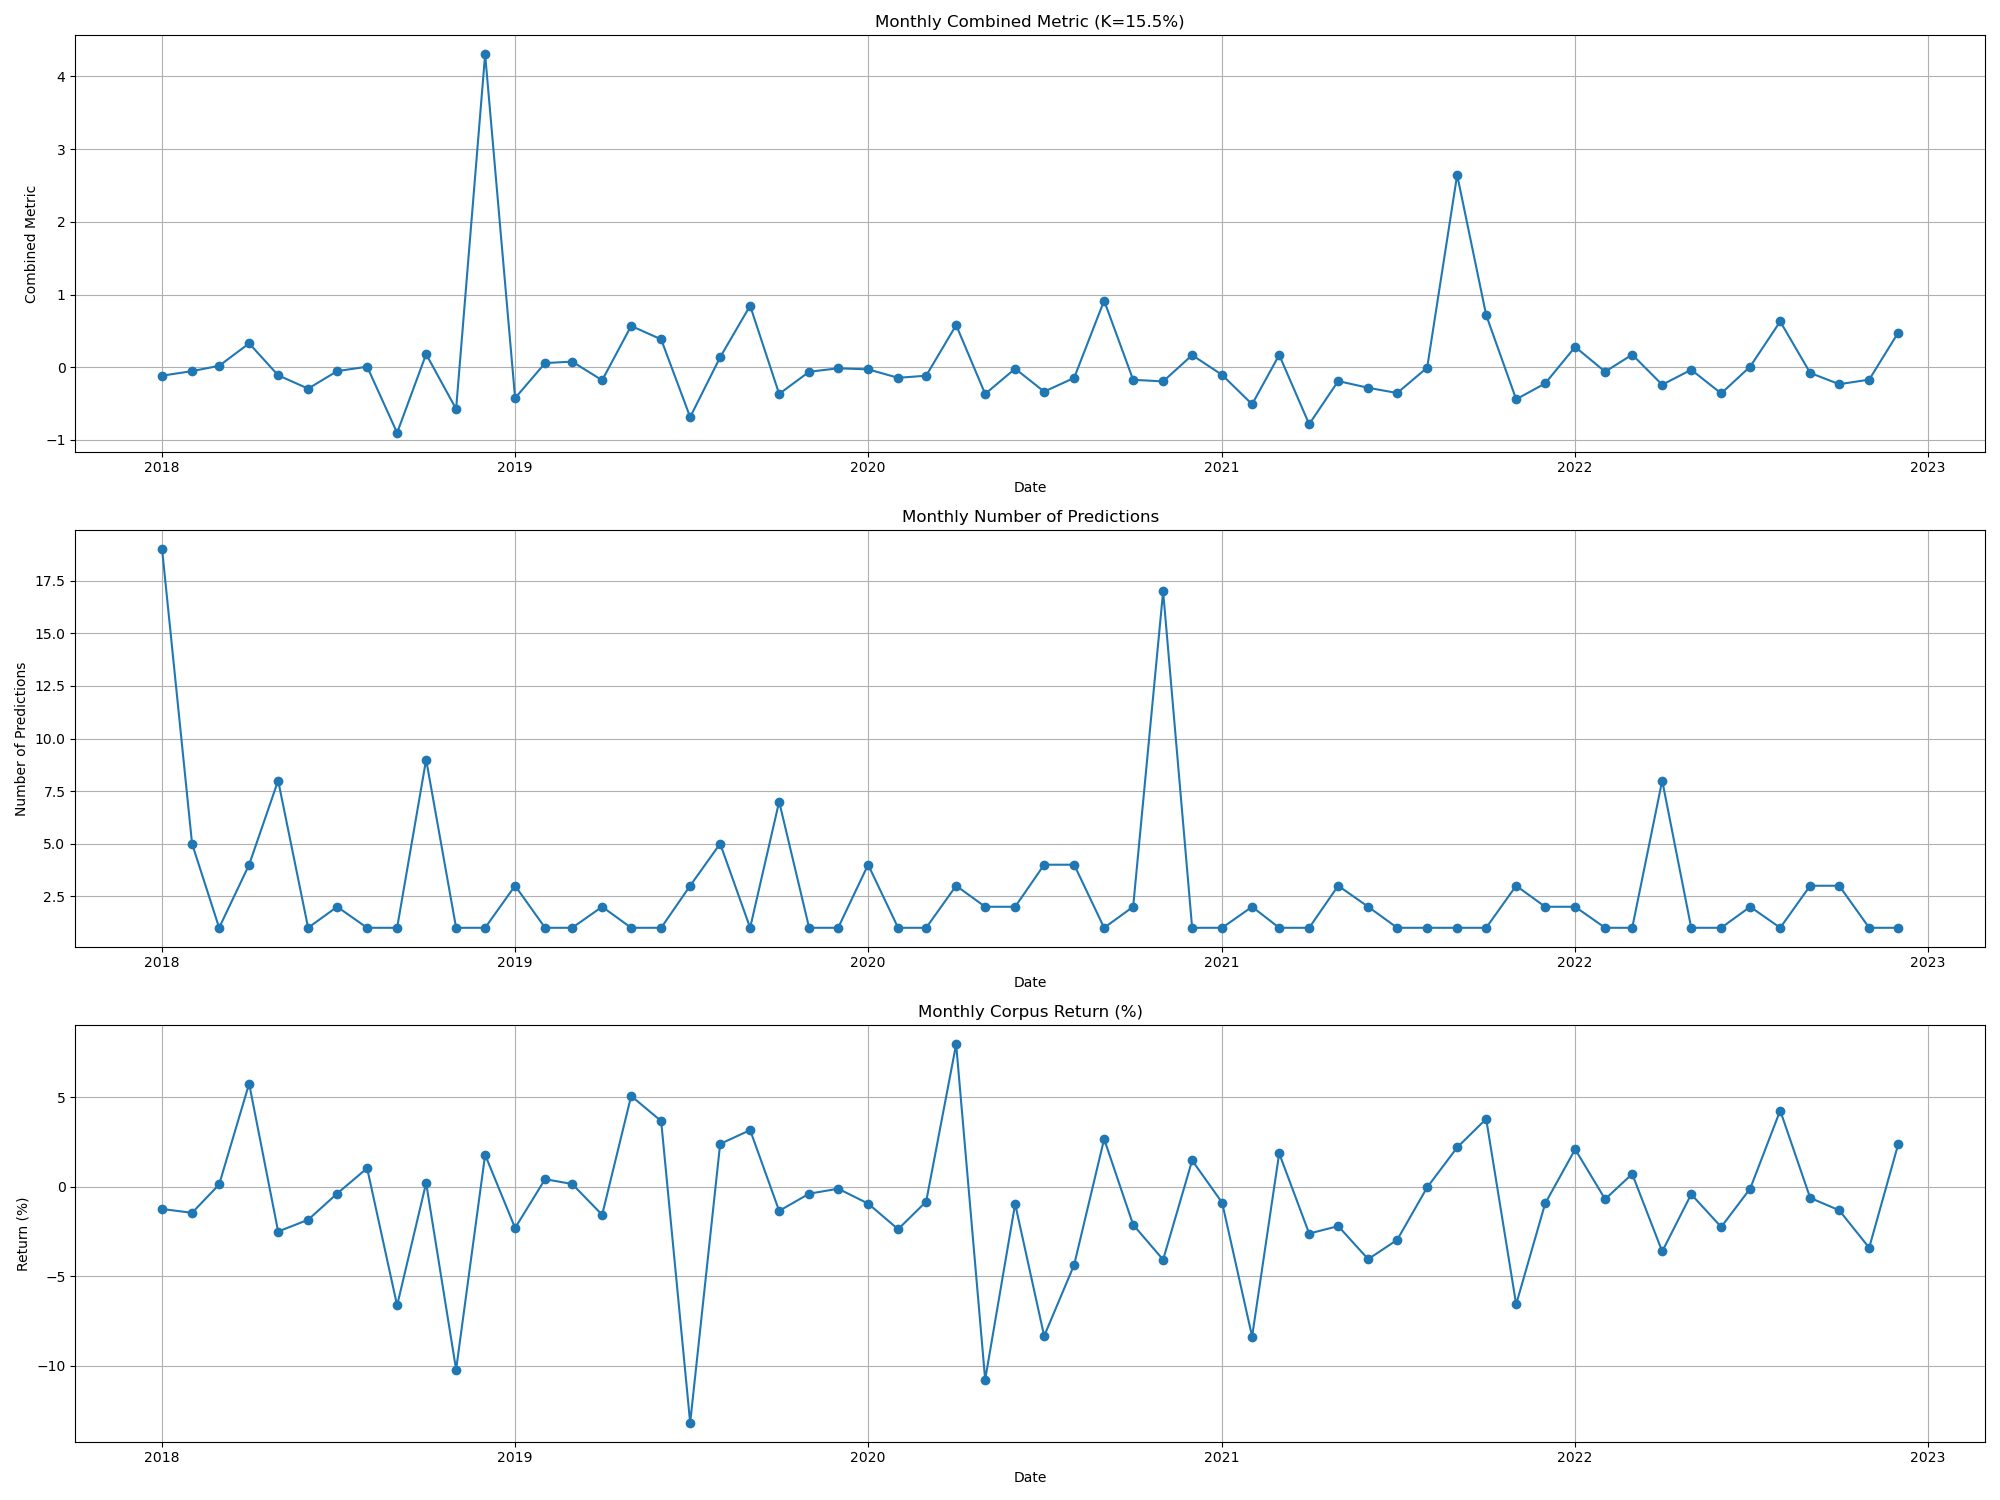 Monthly Combined Metric (K=15.5%)
Combined Metric
4
3
2
1
0
−1
2018 2019 2020 2021 2022 2023
Date
Monthly Number of Predictions
Number of Predictions
17.5
15.0
12.5
10.0
7.5
5.0
2.5
2018 2019 2020 2021 2022 2023
Date
Monthly Corpus Return (%)
Return (%)
5
0
−5
−10
2018 2019 2020 2021 2022 2023
Date